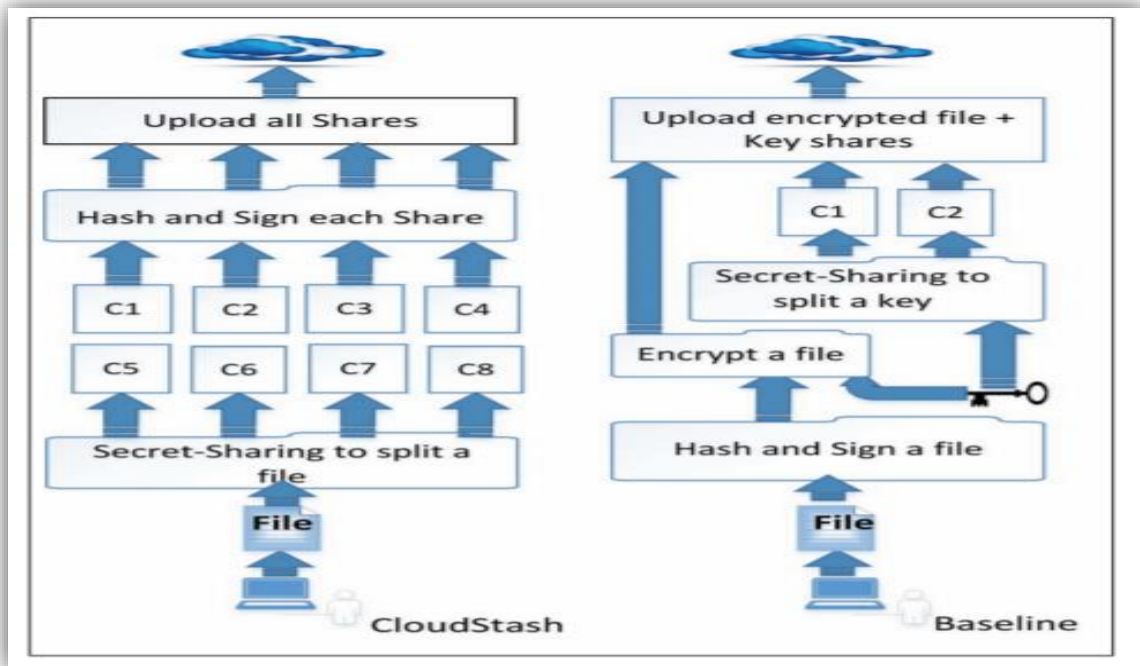 Upload all Shares
Hash and Sign each Share
C1 C2 C3 C4
C5 C6 C7 C8
Secret-Sharing to split a
file
File
CloudStash
Upload encrypted file +
Key shares
C1 C2
Secret-Sharing to
split a key
Encrypt a file
Hash and Sign a file
File
Baseline